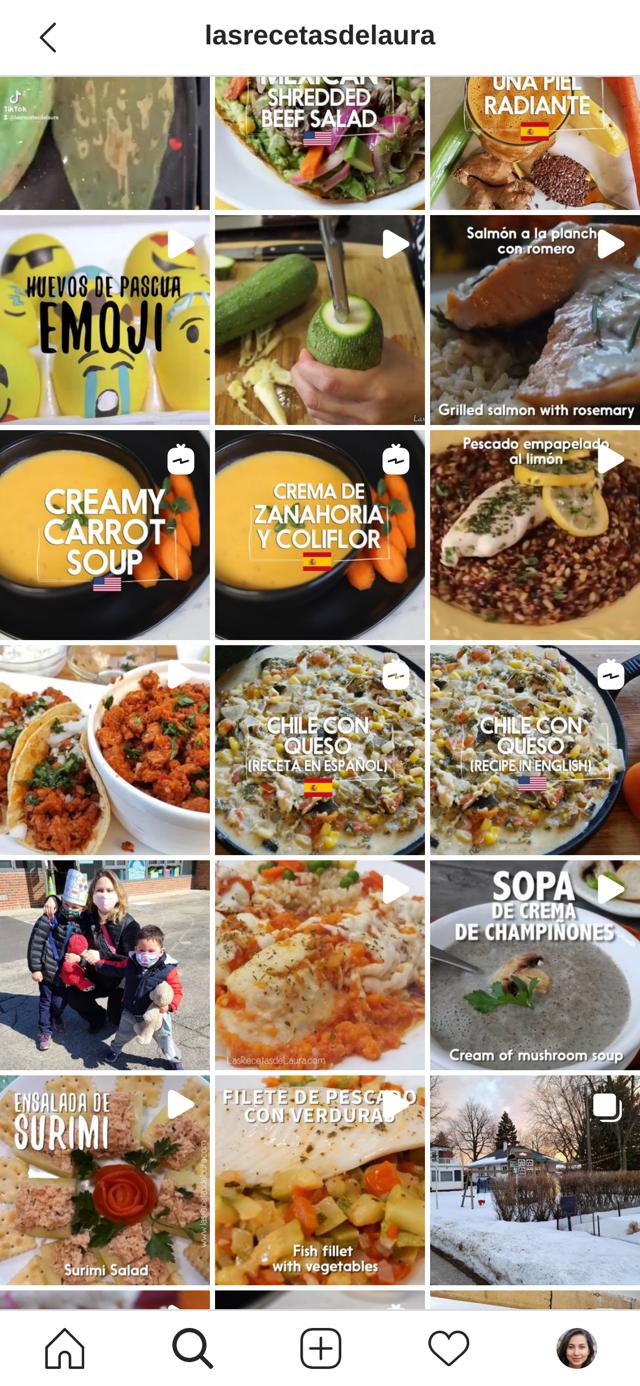 lasrecetasdelaura
TikTok
@lasrecetasdelaura
MEXICAN
SHREDDED
BEEF SALAD
UNA PIEL
RADIANTE
HUEVOS DE PASCUA
EMOJI
Salmón a la plancha
con romero
Grilled salmon with rosemary
CREAMY
CARROT
SOUP
CREMA DE
ZANAHORIA
Y COLIFLOR
Pescado empapelado
al limón
CHILE CON
QUESO
(RECETA EN ESPAÑOL)
CHILE CON
QUESO
(RECIPE IN ENGLISH)
LasRecetasdeLaura.com
SOPA
DE CREMA
DE CHAMPIÑONES
Cream of mushroom soup
ENSALADA DE
SURIMI
Surimi Salad
FILETE DE PESCADO
CON VERDURAS
Fish fillet
with vegetables